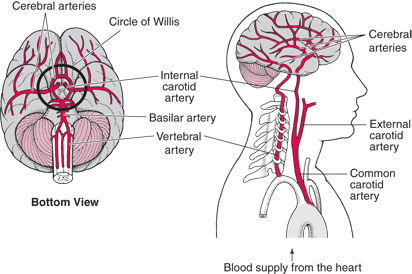 Cerebral arteries
Circle of Willis
Cerebral
arteries
Internal
carotid
artery
Basilar artery
Vertebral
artery
External
carotid
artery
Common
carotid
artery
Bottom View
Blood supply from the heart